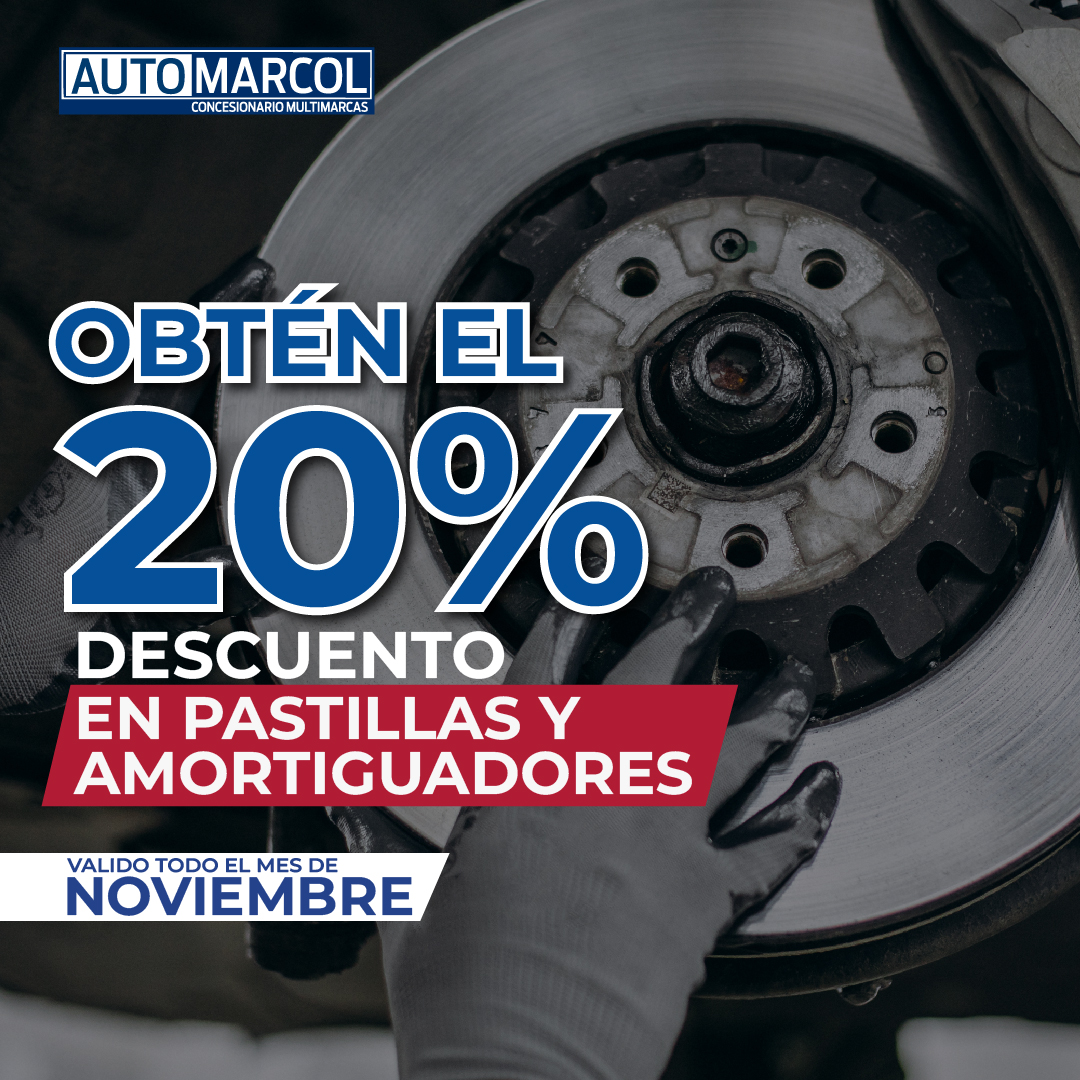 AUTOMARCOL
CONCESIONARIO MULTIMARCAS
OBTÉN EL
20%
DESCUENTO
EN PASTILLAS Y
AMORTIGUADORES
VALIDO TODO EL MES DE
NOVIEMBRE